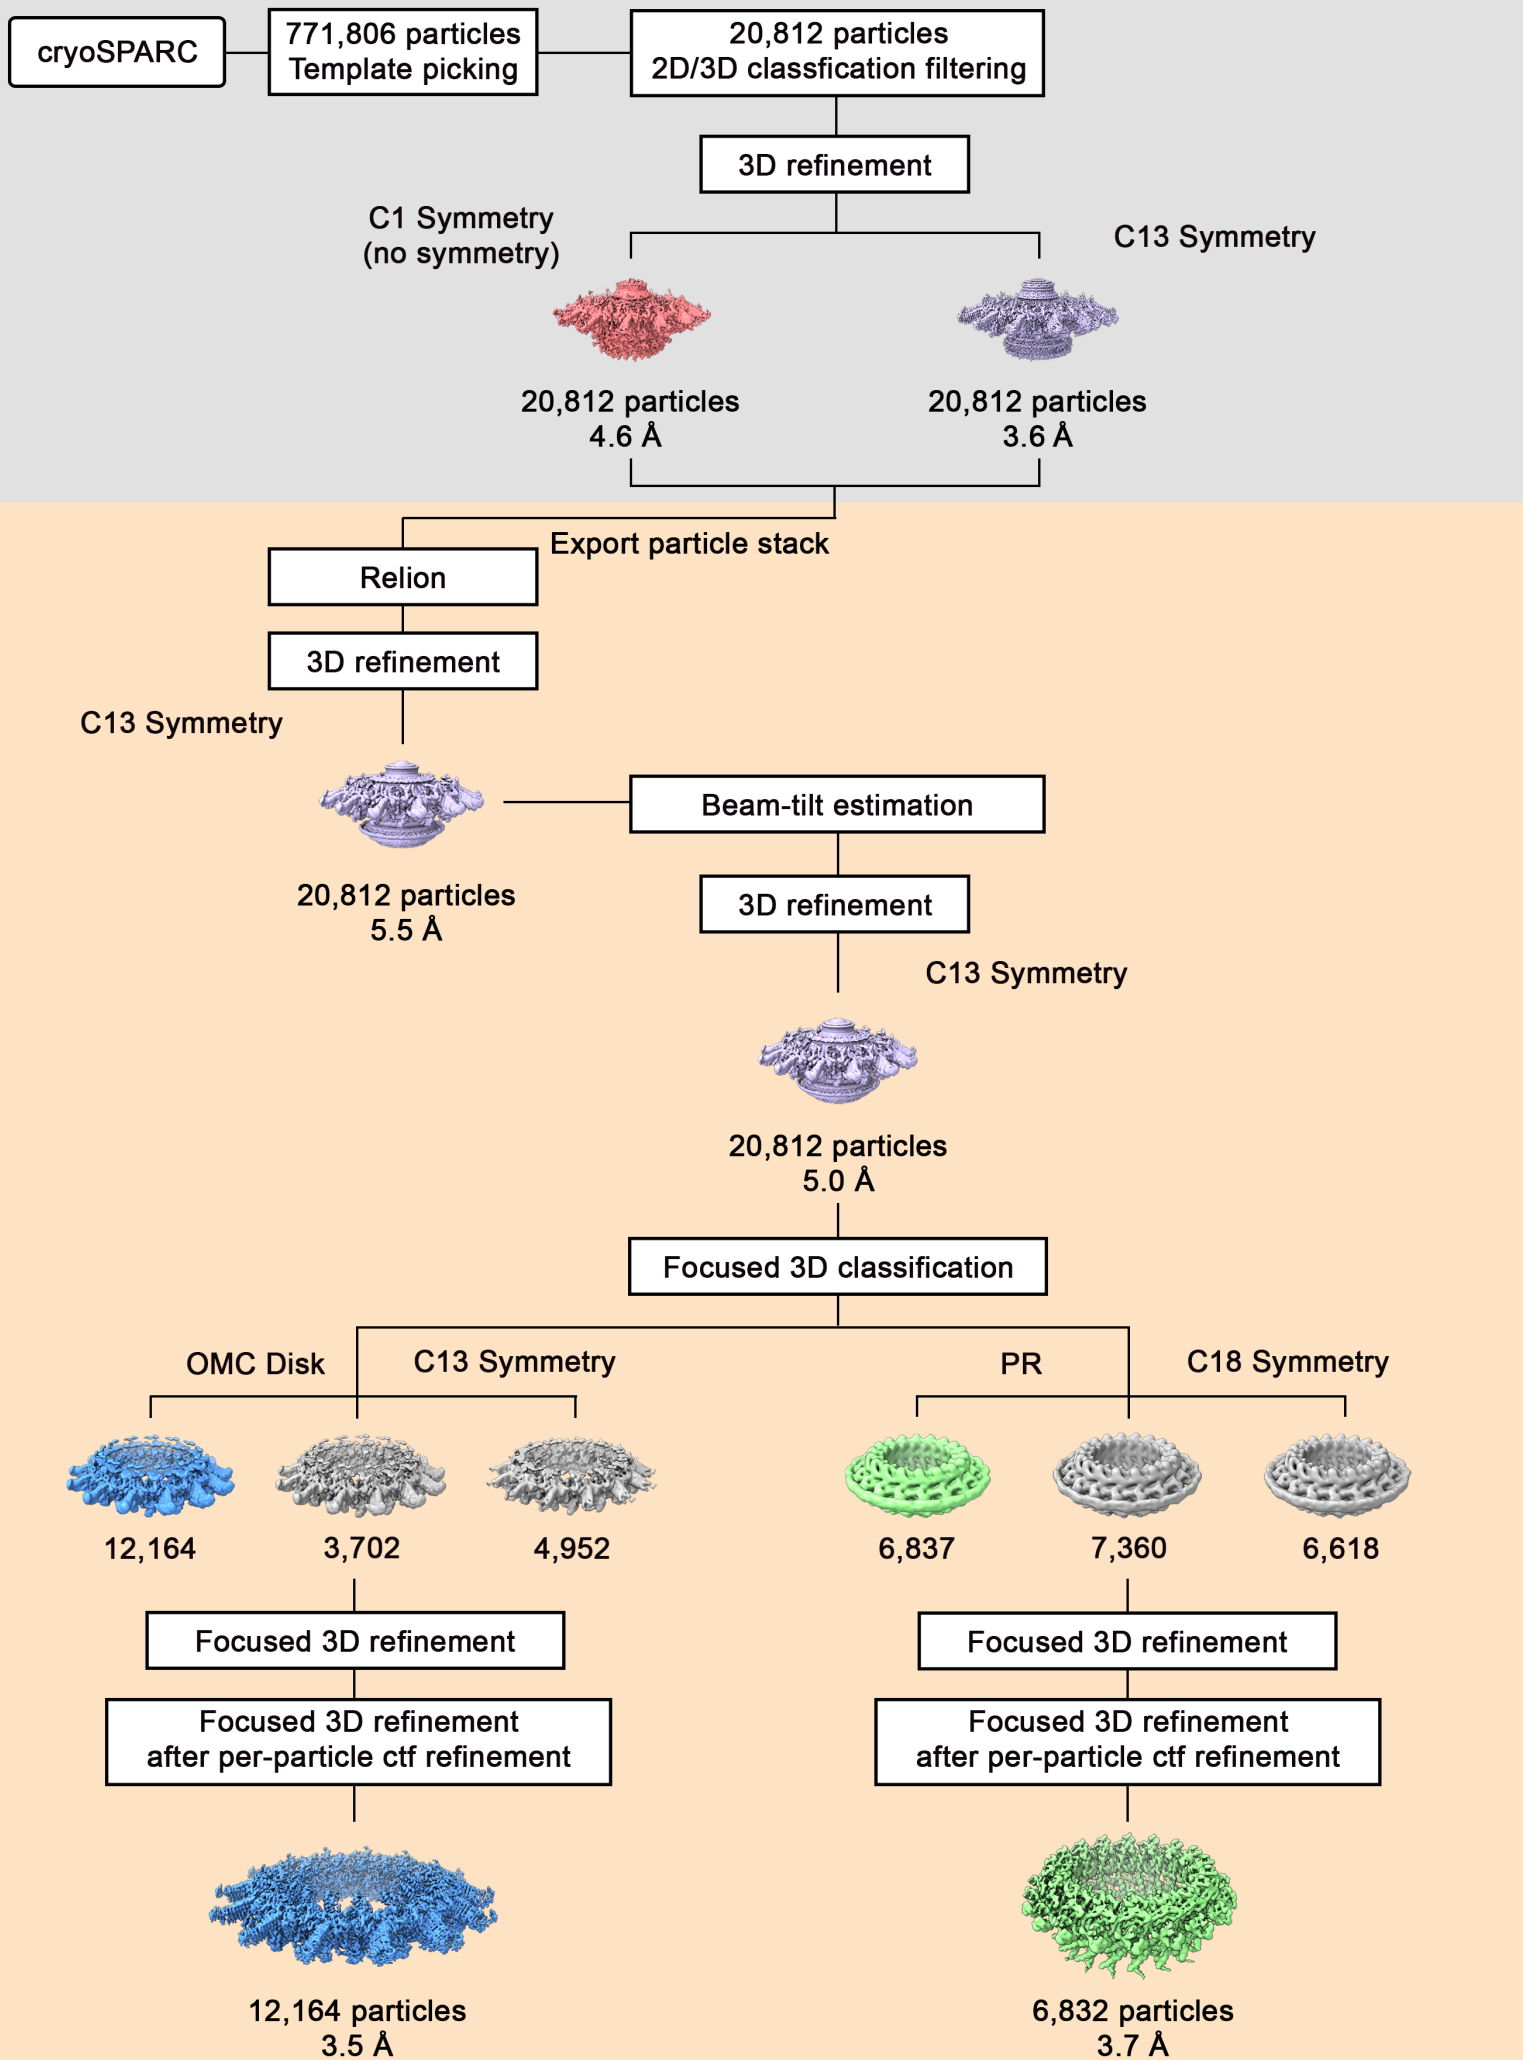 cryoSPARC
771,806 particles
Template picking
20,812 particles
2D/3D classfication filtering
3D refinement
C1 Symmetry
(no symmetry)
C13 Symmetry
20,812 particles
4.6 Å
20,812 particles
3.6 Å
Export particle stack
Relion
3D refinement
C13 Symmetry
20,812 particles
5.5 Å
Beam-tilt estimation
3D refinement
C13 Symmetry
20,812 particles
5.0 Å
Focused 3D classification
OMC Disk
C13 Symmetry
PR
C18 Symmetry
12,164
3,702
4,952
6,837
7,360
6,618
Focused 3D refinement
Focused 3D refinement
after per-particle ctf refinement
12,164 particles
3.5 Å
Focused 3D refinement
Focused 3D refinement
after per-particle ctf refinement
6,832 particles
3.7 Å